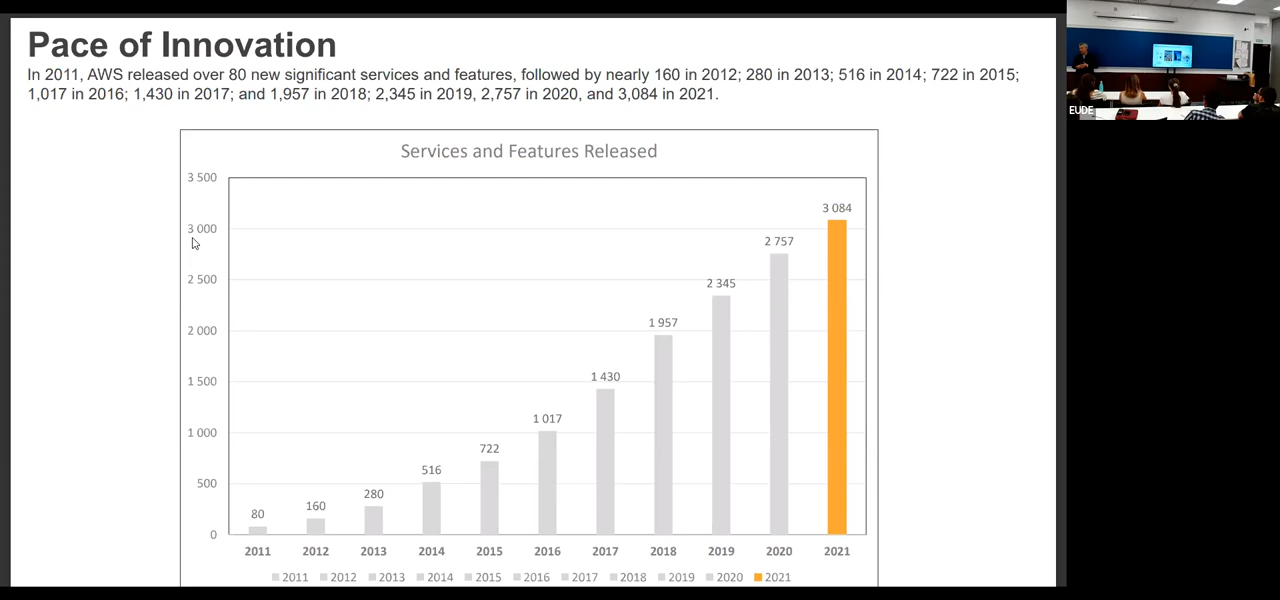 Pace of Innovation
In 2011, AWS released over 80 new significant services and features, followed by nearly 160 in 2012; 280 in 2013; 516 in 2014; 722 in 2015;
1,017 in 2016; 1,430 in 2017; and 1,957 in 2018; 2,345 in 2019, 2,757 in 2020, and 3,084 in 2021.
Services and Features Released
3 500
3 000
2 500
2 000
1 500
1 000
500
0
80
160
280
516
722
1 017
1 430
1 957
2 345
2 757
3 084
2011 2012 2013 2014 2015 2016 2017 2018 2019 2020 2021
2011 2012 2013 2014 2015 2016 2017 2018 2019 2020 2021
EUDE